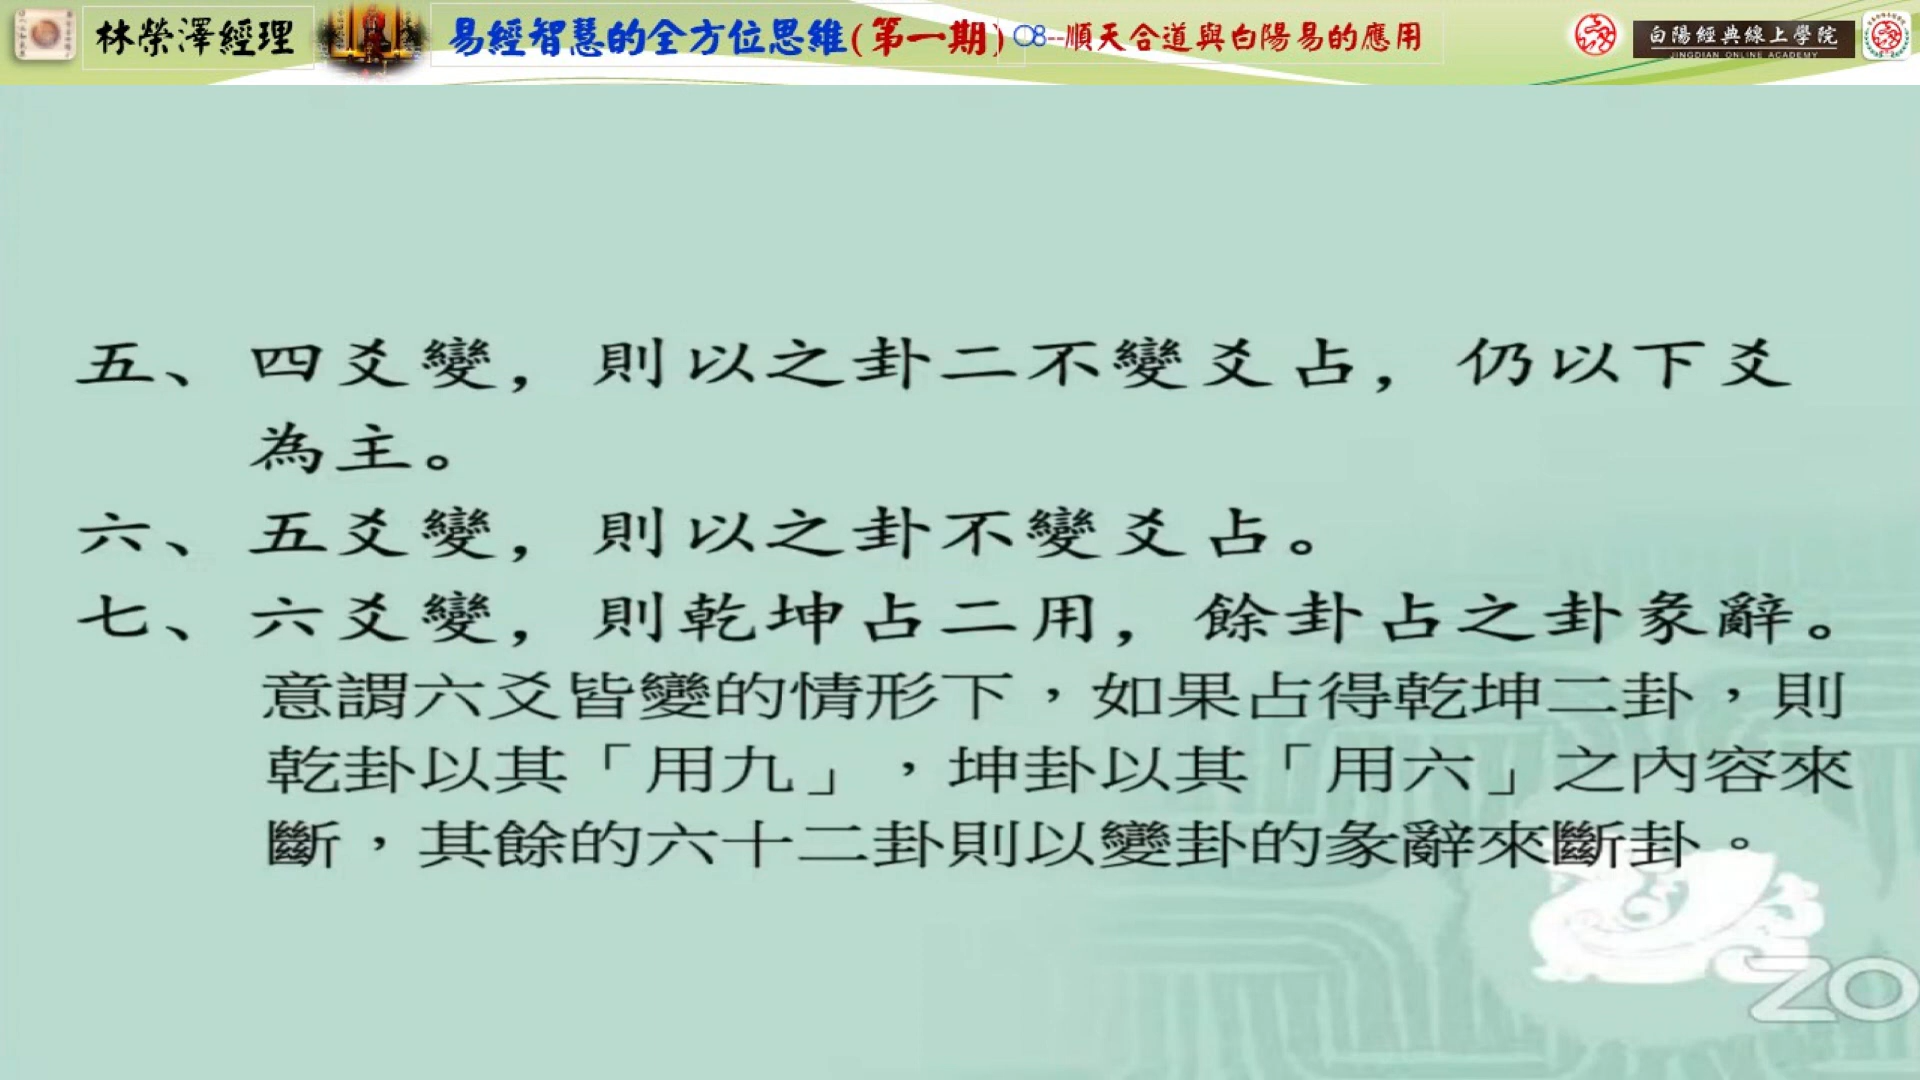 林榮澤經理
易經智慧的全方位思維(第一期)
08--順天合道與白陽易的應用
白陽經典線上學院
JINGDIAN ONLINE ACADEMY
五、四爻變，則以之卦二不變爻占，仍以下爻
為主。
六、五爻變，則以之卦不變爻占。
七、六爻變，則乾坤占二用，餘卦占之卦彖辭。
意謂六爻皆變的情形下，如果占得乾坤二卦，則
乾卦以其「用九」，坤卦以其「用六」之內容來
斷，其餘的六十二卦則以變卦的彖辭來斷卦。
ZO